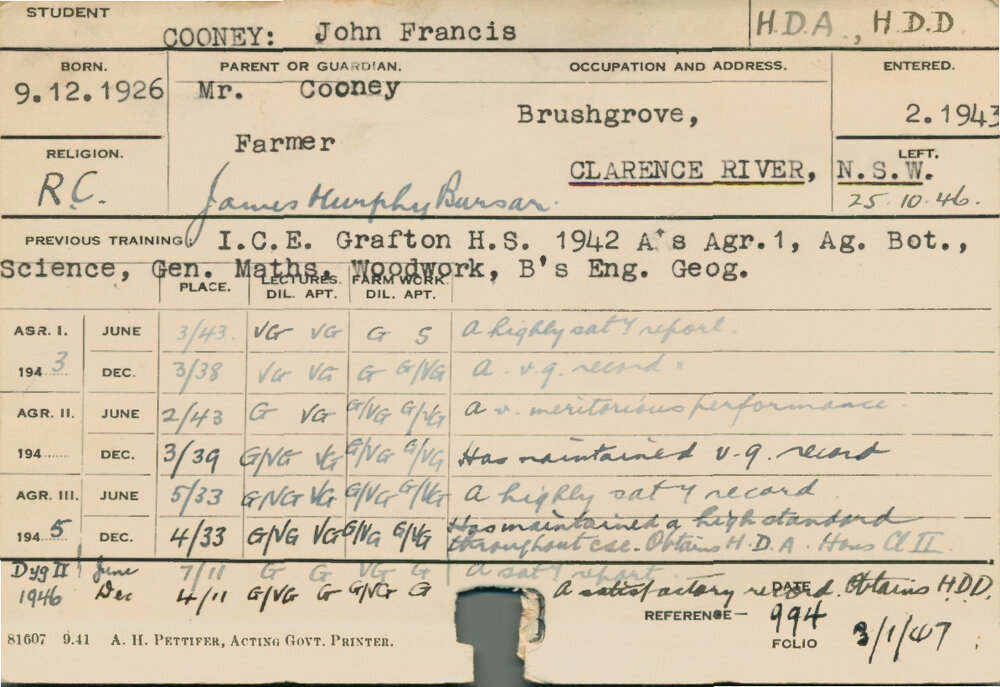 STUDENT
COONEY: John Francis H.D.A., H.D.D
BORN. PARENT OR GUARDIAN. OCCUPATION AND ADDRESS. ENTERED.
9.12.1926 Mr. Cooney
Brushgrove, 2.1943
Farmer
RELIGION. LEFT.
CLARENCE RIVER, N.S.W.
R.C. James Murphy Bursar. 25.10.46.
PREVIOUS TRAINING: I.C.E. Grafton H.S. 1942 A's Agr.1, Ag. Bot.,
Science, Gen. Maths, Woodwork, B's Eng. Geog.
PLACE. LECTURES. FARM WORK.
DIL. APT. DIL. APT.
AGR. I. JUNE 3/43. VG VG G S A highly sat y report.
194 3 DEC. 3/38 VG VG G G/VG A v.g. record.
AGR. II. JUNE 2/43 G VG G/VG G/VG A v. meritorious performance.
194 DEC. 3/39 G/VG VG G/VG G/VG Has maintained v.g. record
AGR. III. JUNE 5/33 G/VG VG G/VG G/VG A highly sat y record
194 5 DEC. 4/33 G/VG VG G/VG G/VG Has maintained a high standard
throughout cse. Obtains H.D.A. Hons Cl II.
Dyg II June 7/11 G G VG G A sat y report.
1946 Dec 4/11 G/VG G G/VG G A satisfactory record. Obtains H.D.D.
DATE
REFERENCE— 994
FOLIO 3/1/47.
81607 9.41 A. H. PETTIFER, ACTING GOVT. PRINTER.